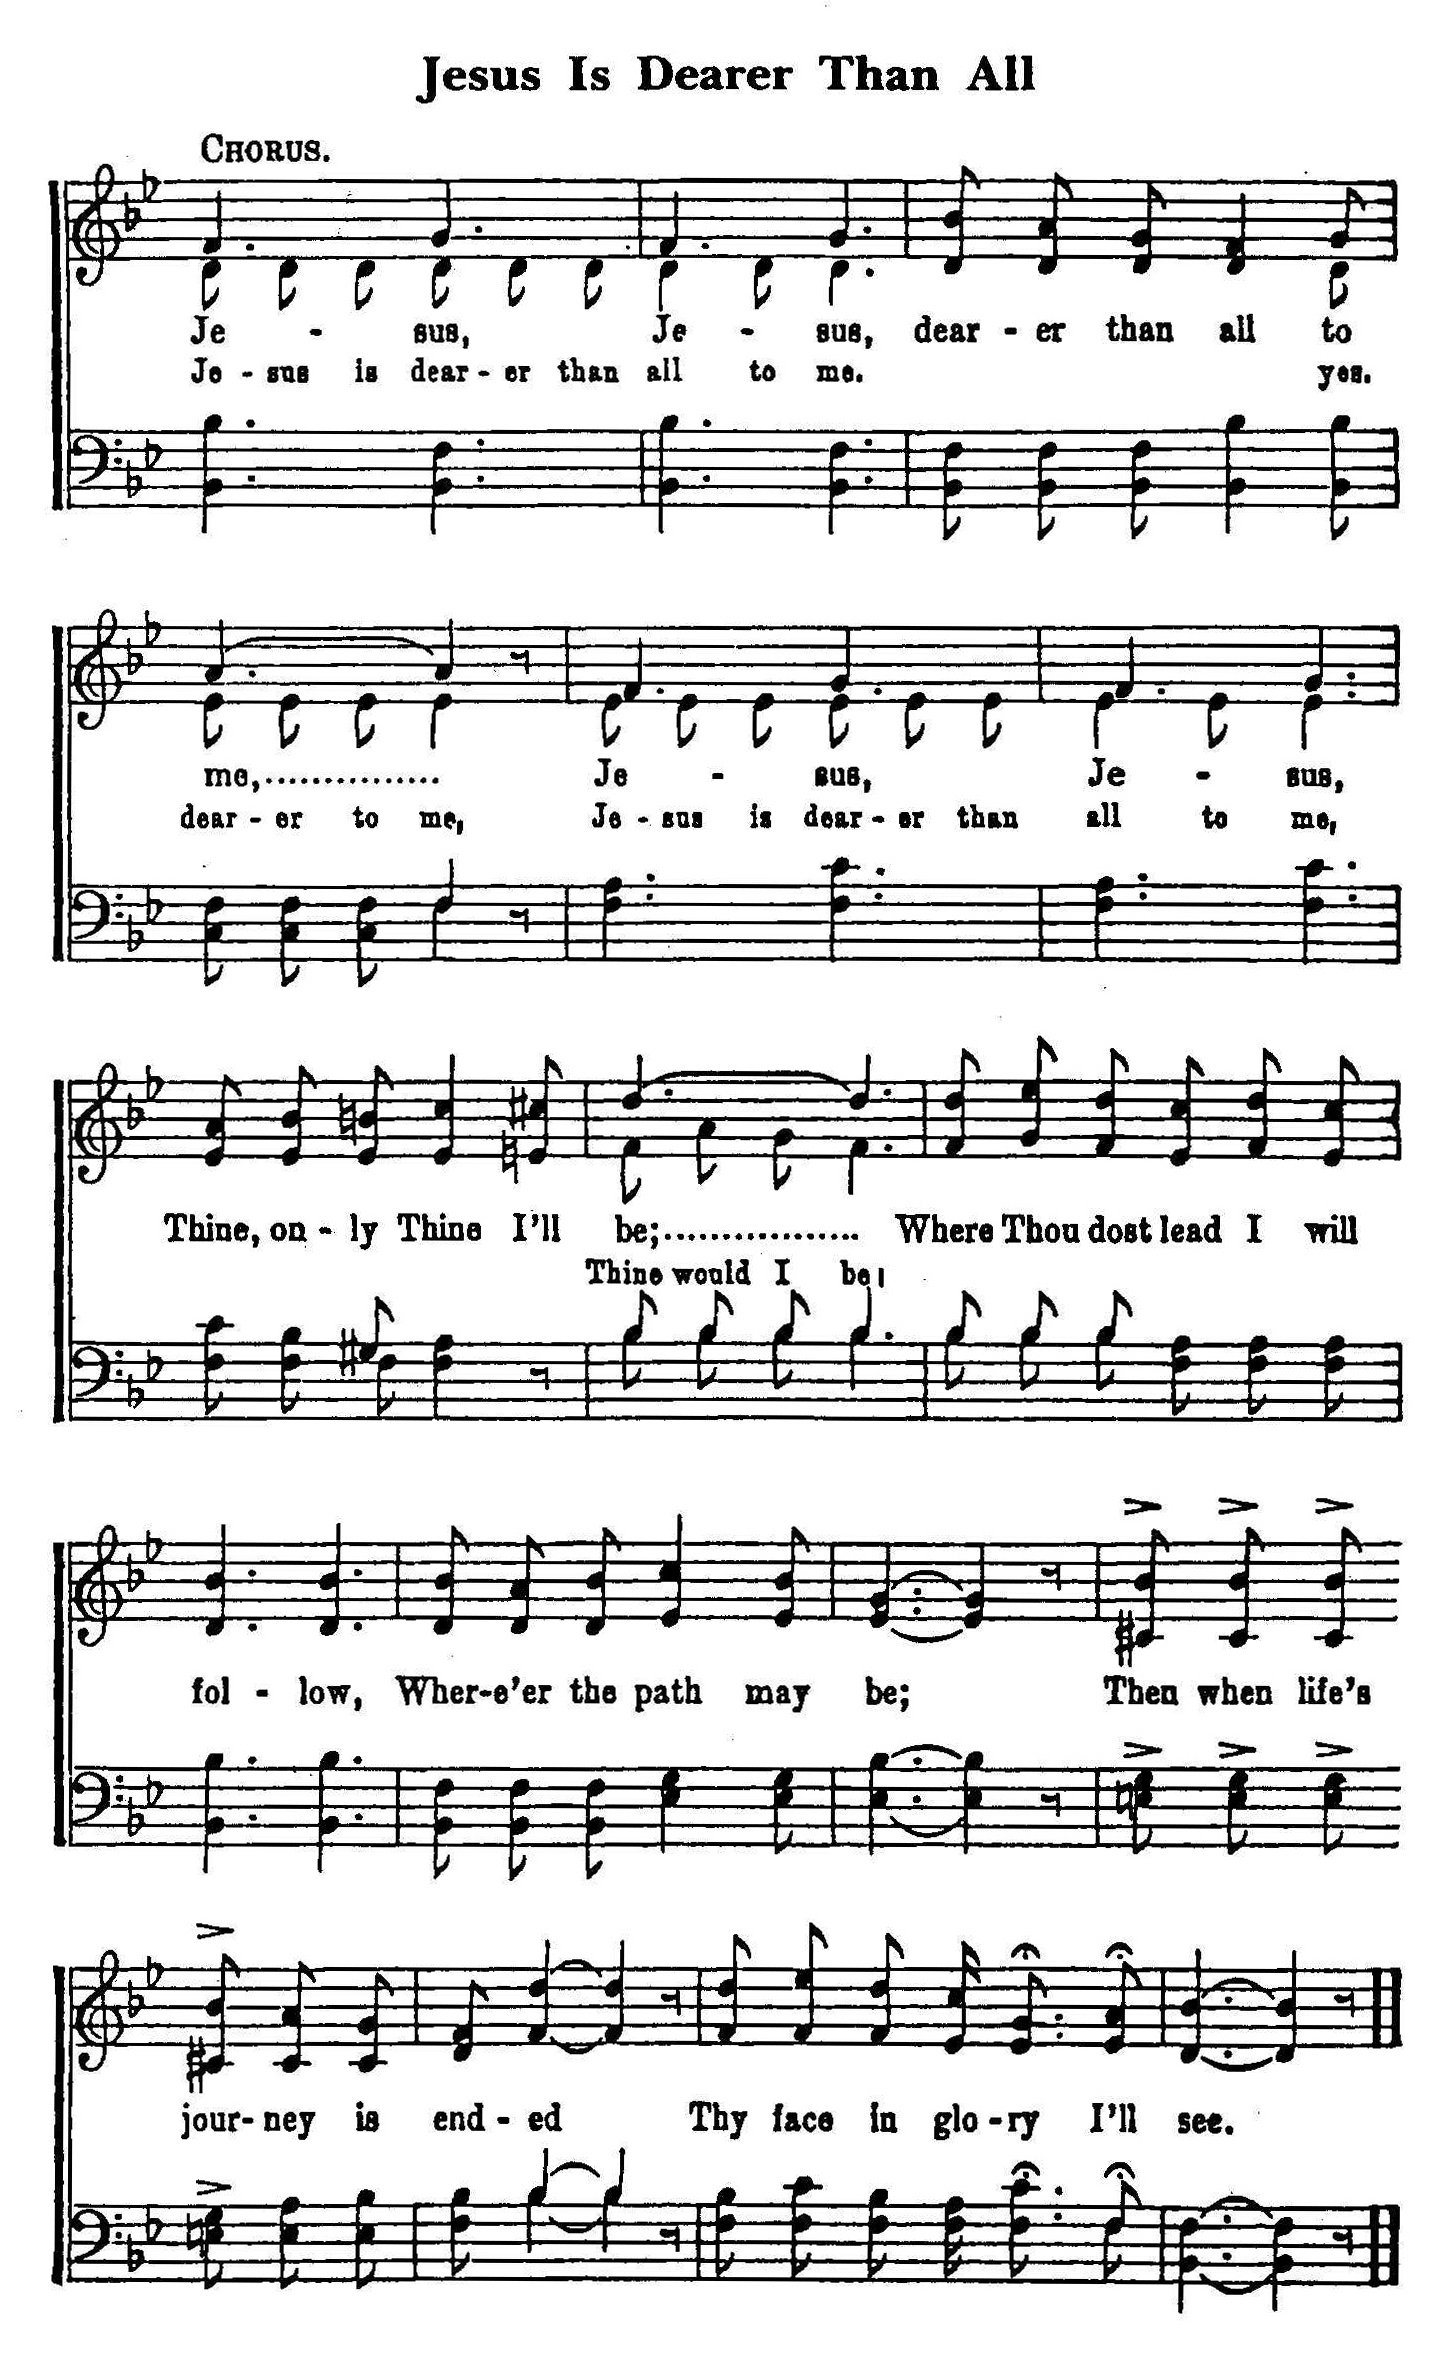 Jesus Is Dearer Than All
CHORUS.
Je - sus, Je - sus, dear - er than all to
Je - sus is dear - er than all to me. yes.
me,............... 	Je - sus, Je - sus,
dear - er to me, Je - sus is dear - er than all to me,
Thine, on - ly Thine I'll be;................. Where Thou dost lead I will
Thine would I be;
fol - low, Wher-e'er the path may be; Then when life's
jour - ney is end - ed Thy face in glo - ry I'll see.